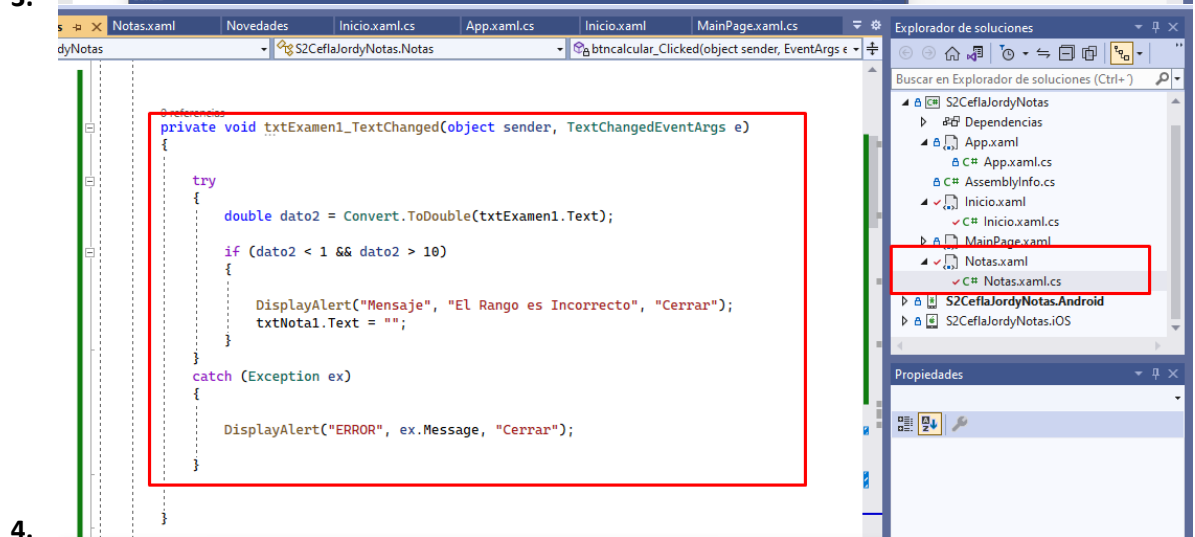 Notas.xaml Novedades Inicio.xaml.cs App.xaml.cs Inicio.xaml MainPage.xaml.cs
dyNotas S2CeflaJordyNotas.Notas btncalcular_Clicked(object sender, EventArgs e
0 referencias
private void txtExamen1_TextChanged(object sender, TextChangedEventArgs e)
{
try
{
double dato2 = Convert.ToDouble(txtExamen1.Text);
if (dato2 < 1 && dato2 > 10)
{
DisplayAlert("Mensaje", "El Rango es Incorrecto", "Cerrar");
txtNota1.Text = "";
}
}
catch (Exception ex)
{
DisplayAlert("ERROR", ex.Message, "Cerrar");
}
}
Explorador de soluciones
Buscar en Explorador de soluciones (Ctrl+´)
S2CeflaJordyNotas
Dependencias
App.xaml
C# App.xaml.cs
C# AssemblyInfo.cs
Inicio.xaml
C# Inicio.xaml.cs
MainPage.xaml
Notas.xaml
C# Notas.xaml.cs
S2CeflaJordyNotas.Android
S2CeflaJordyNotas.iOS
Propiedades
4.